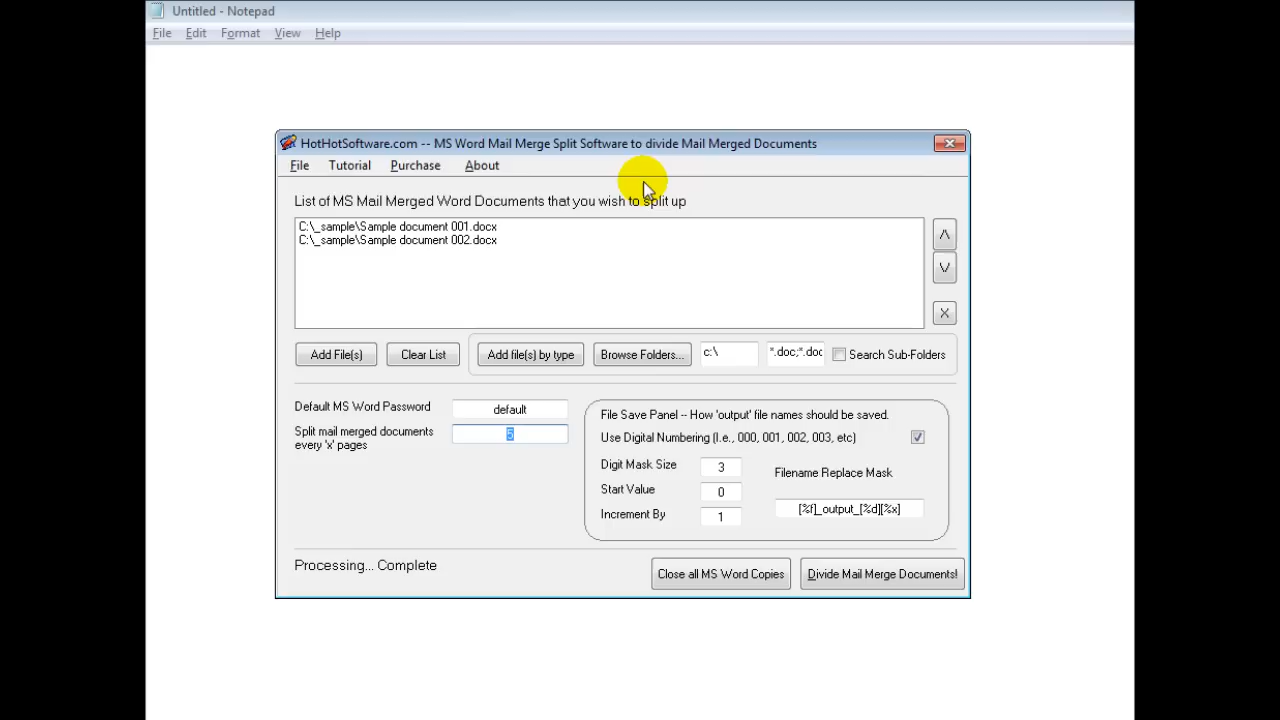 Untitled - Notepad
File Edit Format View Help
HotHotSoftware.com -- MS Word Mail Merge Split Software to divide Mail Merged Documents
File Tutorial Purchase About
List of MS Mail Merged Word Documents that you wish to split up
C:\_sample\Sample document 001.docx
C:\_sample\Sample document 002.docx
/\
\/
X
Add File(s) Clear List Add file(s) by type Browse Folders... c:\ *.doc;*.doc Search Sub-Folders
Default MS Word Password default
Split mail merged documents
every 'x' pages 5
File Save Panel -- How 'output' file names should be saved.
Use Digital Numbering (I.e., 000, 001, 002, 003, etc)
Digit Mask Size 3
Start Value 0
Increment By 1
Filename Replace Mask
[%f]_output_[%d][%x]
Processing... Complete
Close all MS Word Copies Divide Mail Merge Documents!